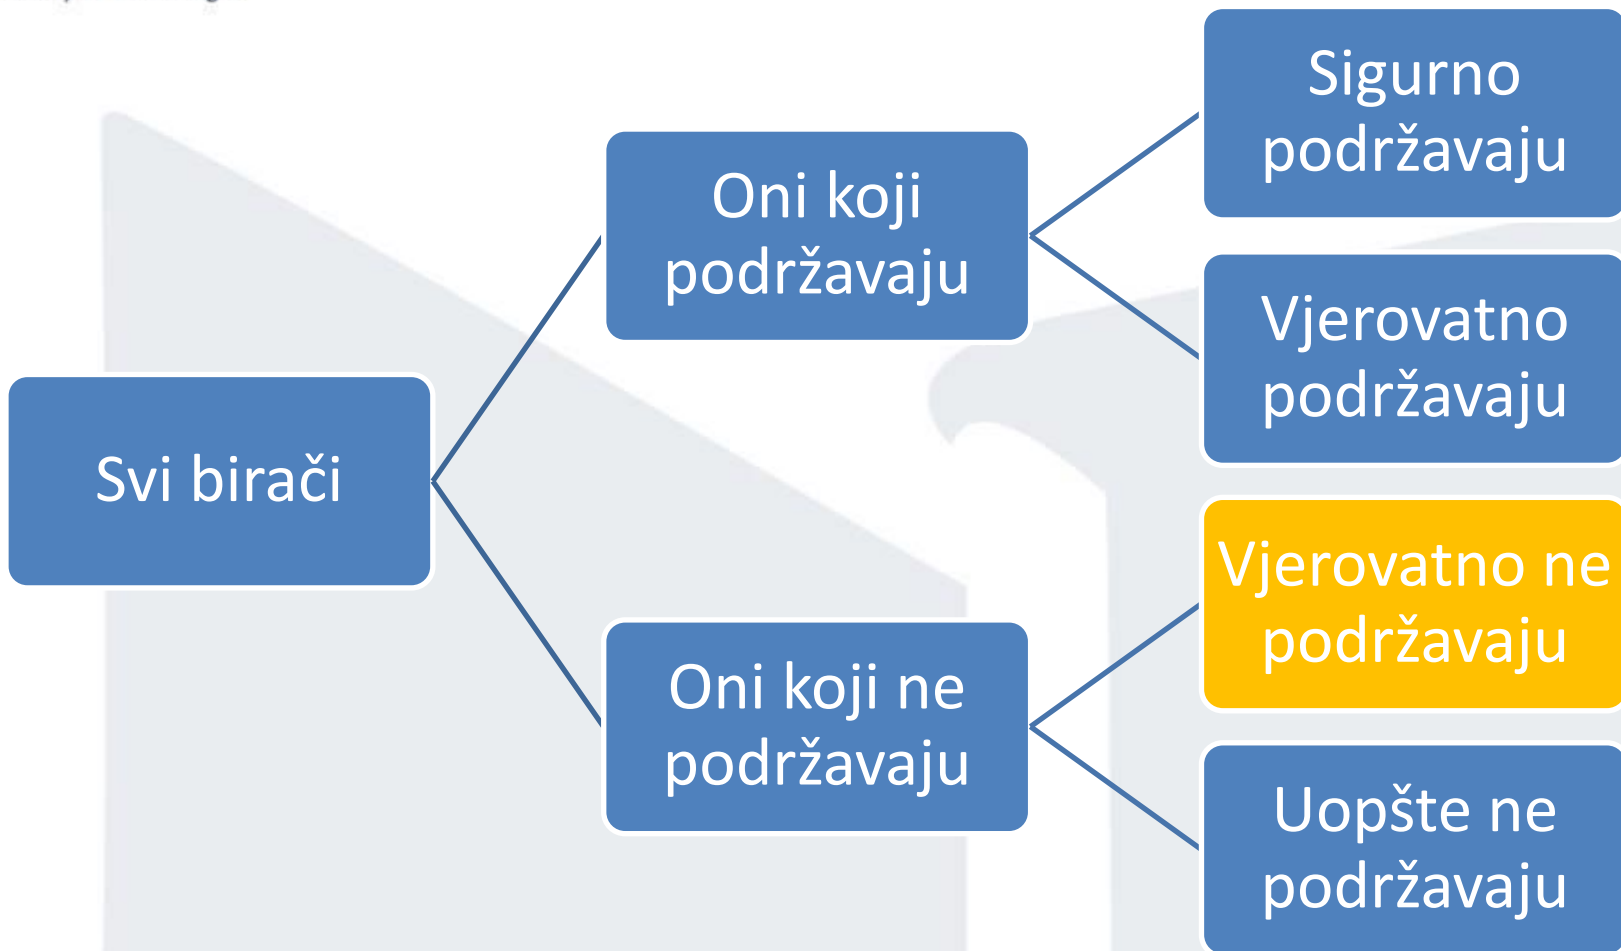 Svi birači
Oni koji
podržavaju
Oni koji ne
podržavaju
Sigurno
podržavaju
Vjerovatno
podržavaju
Vjerovatno ne
podržavaju
Uopšte ne
podržavaju